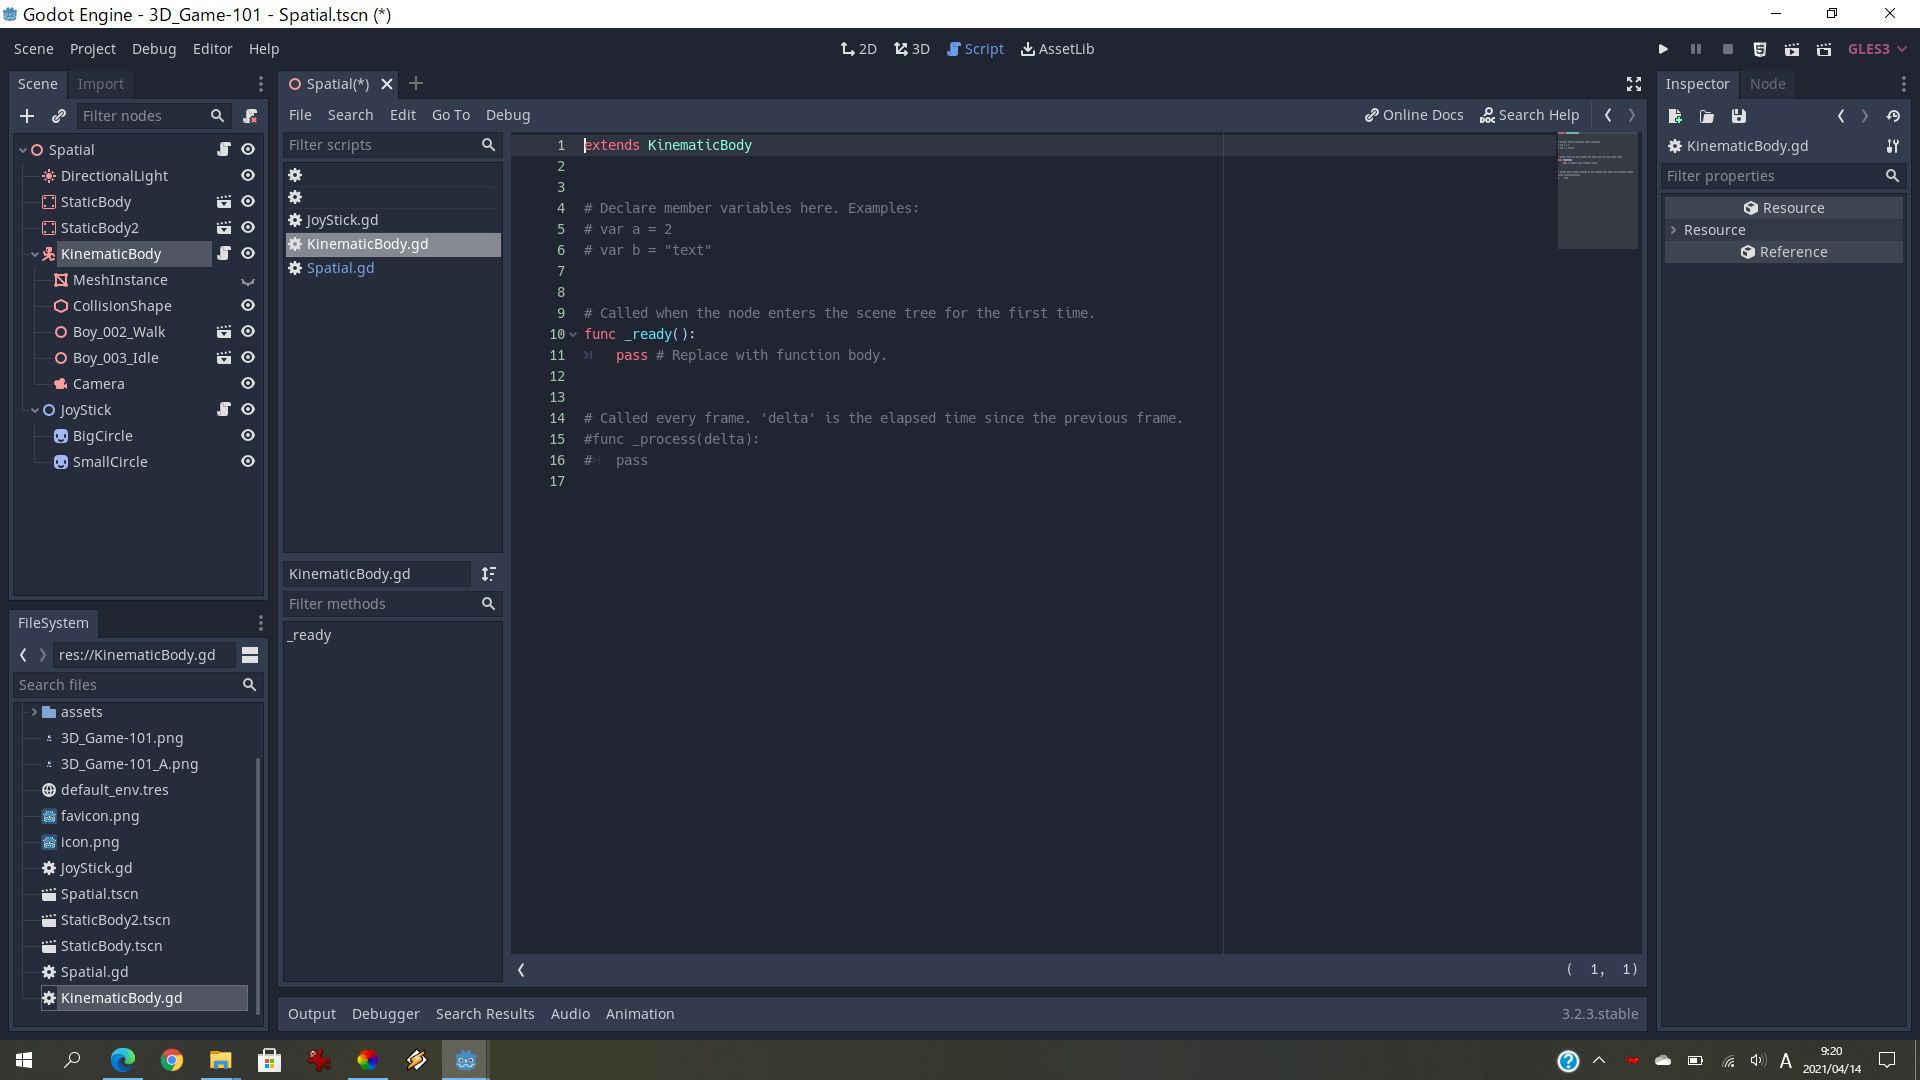 Godot Engine - 3D_Game-101 - Spatial.tscn (*)
Scene Project Debug Editor Help
2D 3D Script AssetLib
GLES3
Scene Import
Filter nodes
Spatial
DirectionalLight
StaticBody
StaticBody2
KinematicBody
MeshInstance
CollisionShape
Boy_002_Walk
Boy_003_Idle
Camera
JoyStick
BigCircle
SmallCircle
FileSystem
res://KinematicBody.gd
Search files
assets
3D_Game-101.png
3D_Game-101_A.png
default_env.tres
favicon.png
icon.png
JoyStick.gd
Spatial.tscn
StaticBody2.tscn
StaticBody.tscn
Spatial.gd
KinematicBody.gd
Spatial(*)
File Search Edit Go To Debug
Online Docs Search Help
Filter scripts
JoyStick.gd
KinematicBody.gd
Spatial.gd
KinematicBody.gd
Filter methods
_ready
1 extends KinematicBody
2
3
4 # Declare member variables here. Examples:
5 # var a = 2
6 # var b = "text"
7
8
9 # Called when the node enters the scene tree for the first time.
10 func _ready():
11 pass # Replace with function body.
12
13
14 # Called every frame. 'delta' is the elapsed time since the previous frame.
15 #func _process(delta):
16 # pass
17
( 1, 1)
Output Debugger Search Results Audio Animation
3.2.3.stable
Inspector Node
KinematicBody.gd
Filter properties
Resource
Resource
Reference
A
9:20
2021/04/14